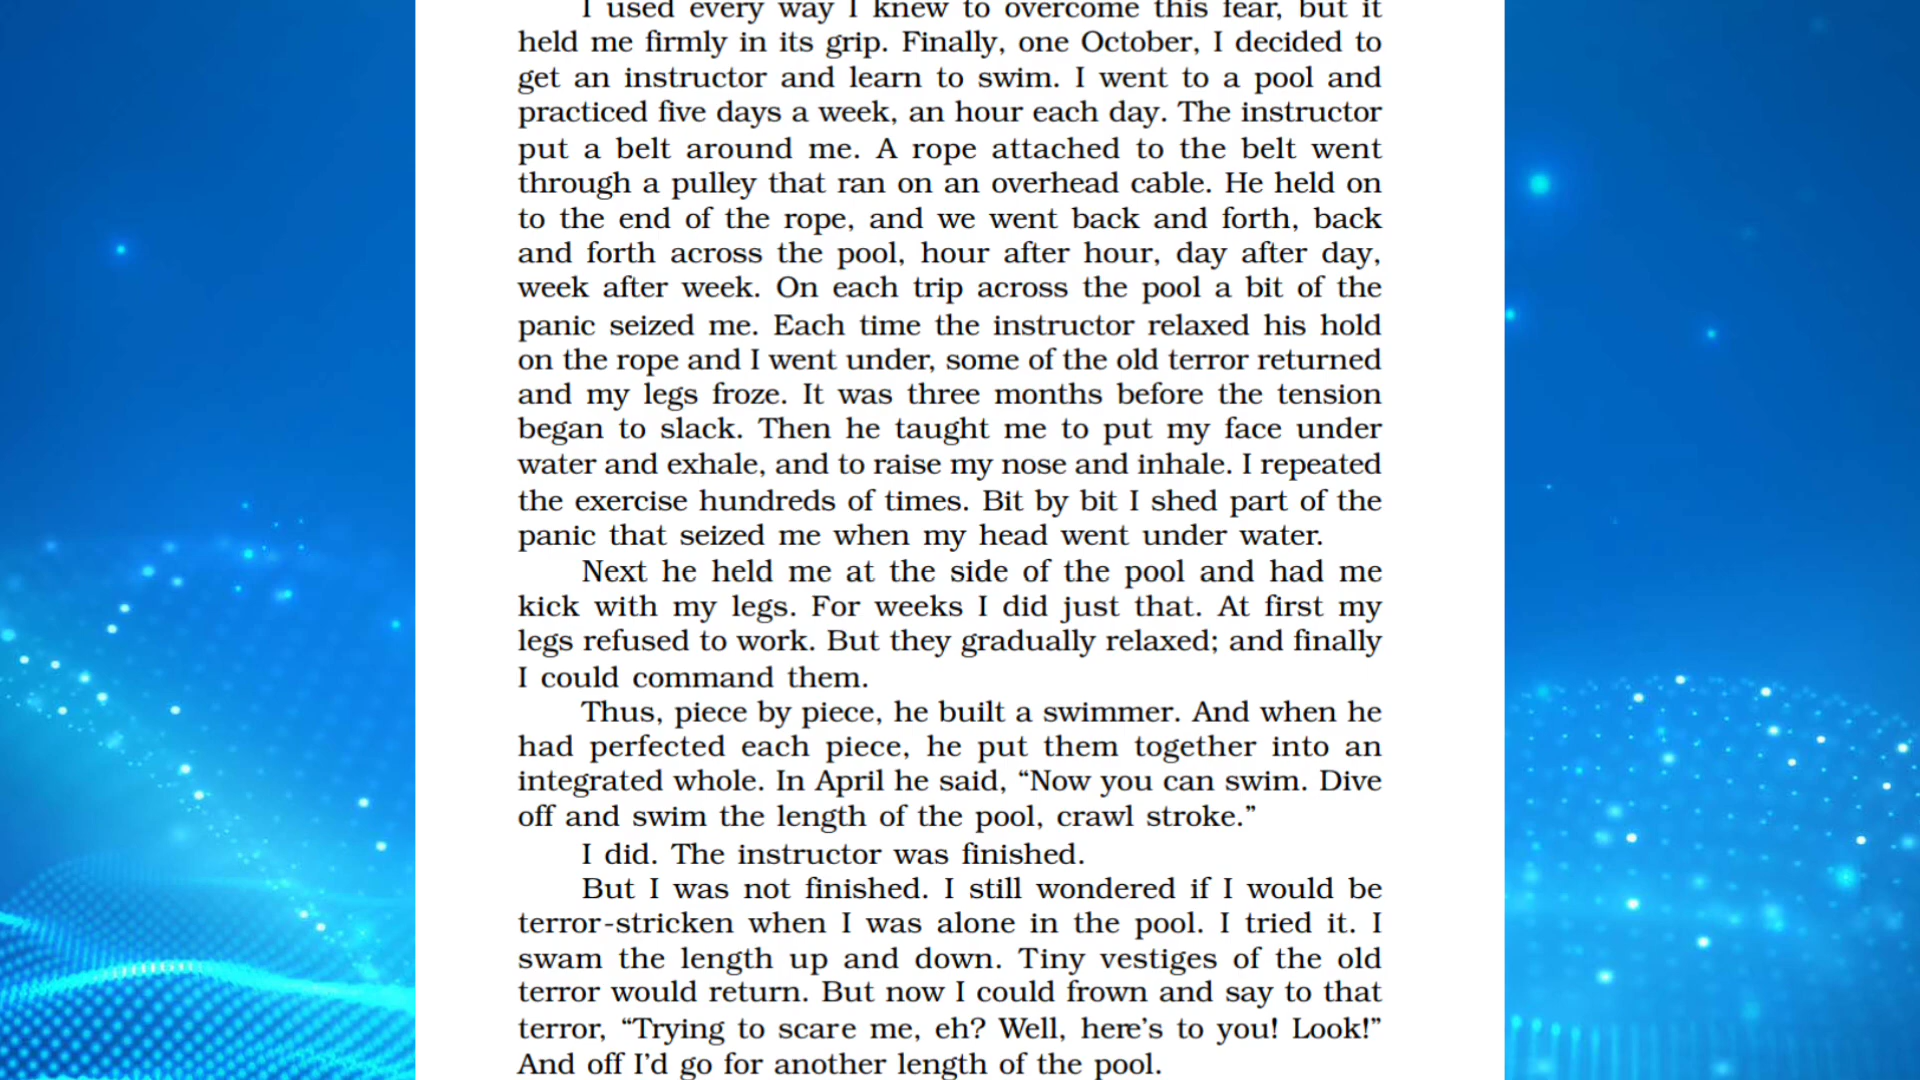 I used every way I knew to overcome this fear, but it
held me firmly in its grip. Finally, one October, I decided to
get an instructor and learn to swim. I went to a pool and
practiced five days a week, an hour each day. The instructor
put a belt around me. A rope attached to the belt went
through a pulley that ran on an overhead cable. He held on
to the end of the rope, and we went back and forth, back
and forth across the pool, hour after hour, day after day,
week after week. On each trip across the pool a bit of the
panic seized me. Each time the instructor relaxed his hold
on the rope and I went under, some of the old terror returned
and my legs froze. It was three months before the tension
began to slack. Then he taught me to put my face under
water and exhale, and to raise my nose and inhale. I repeated
the exercise hundreds of times. Bit by bit I shed part of the
panic that seized me when my head went under water.
Next he held me at the side of the pool and had me
kick with my legs. For weeks I did just that. At first my
legs refused to work. But they gradually relaxed; and finally
I could command them.
Thus, piece by piece, he built a swimmer. And when he
had perfected each piece, he put them together into an
integrated whole. In April he said, “Now you can swim. Dive
off and swim the length of the pool, crawl stroke.”
I did. The instructor was finished.
But I was not finished. I still wondered if I would be
terror-stricken when I was alone in the pool. I tried it. I
swam the length up and down. Tiny vestiges of the old
terror would return. But now I could frown and say to that
terror, “Trying to scare me, eh? Well, here’s to you! Look!”
And off I’d go for another length of the pool.